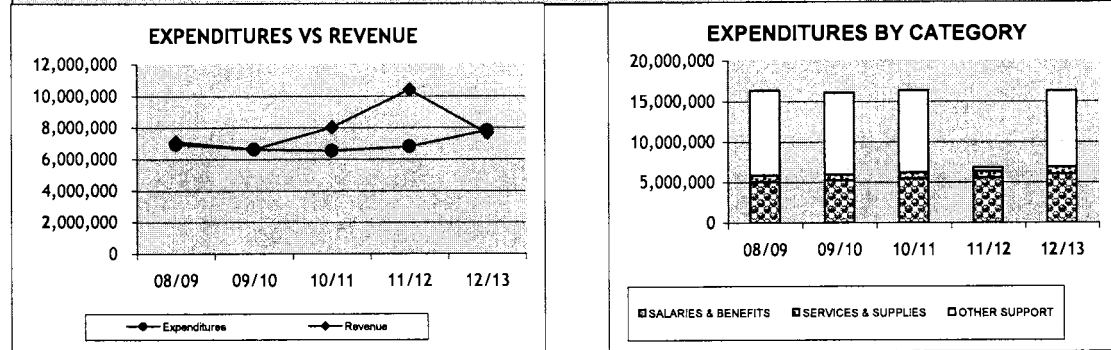 EXPENDITURES VS REVENUE
12,000,000
10,000,000
8,000,000
6,000,000
4,000,000
2,000,000
0
08/09 09/10 10/11 11/12 12/13
Expenditures Revenue
EXPENDITURES BY CATEGORY
20,000,000
15,000,000
10,000,000
5,000,000
0
08/09 09/10 10/11 11/12 12/13
SALARIES & BENEFITS SERVICES & SUPPLIES OTHER SUPPORT